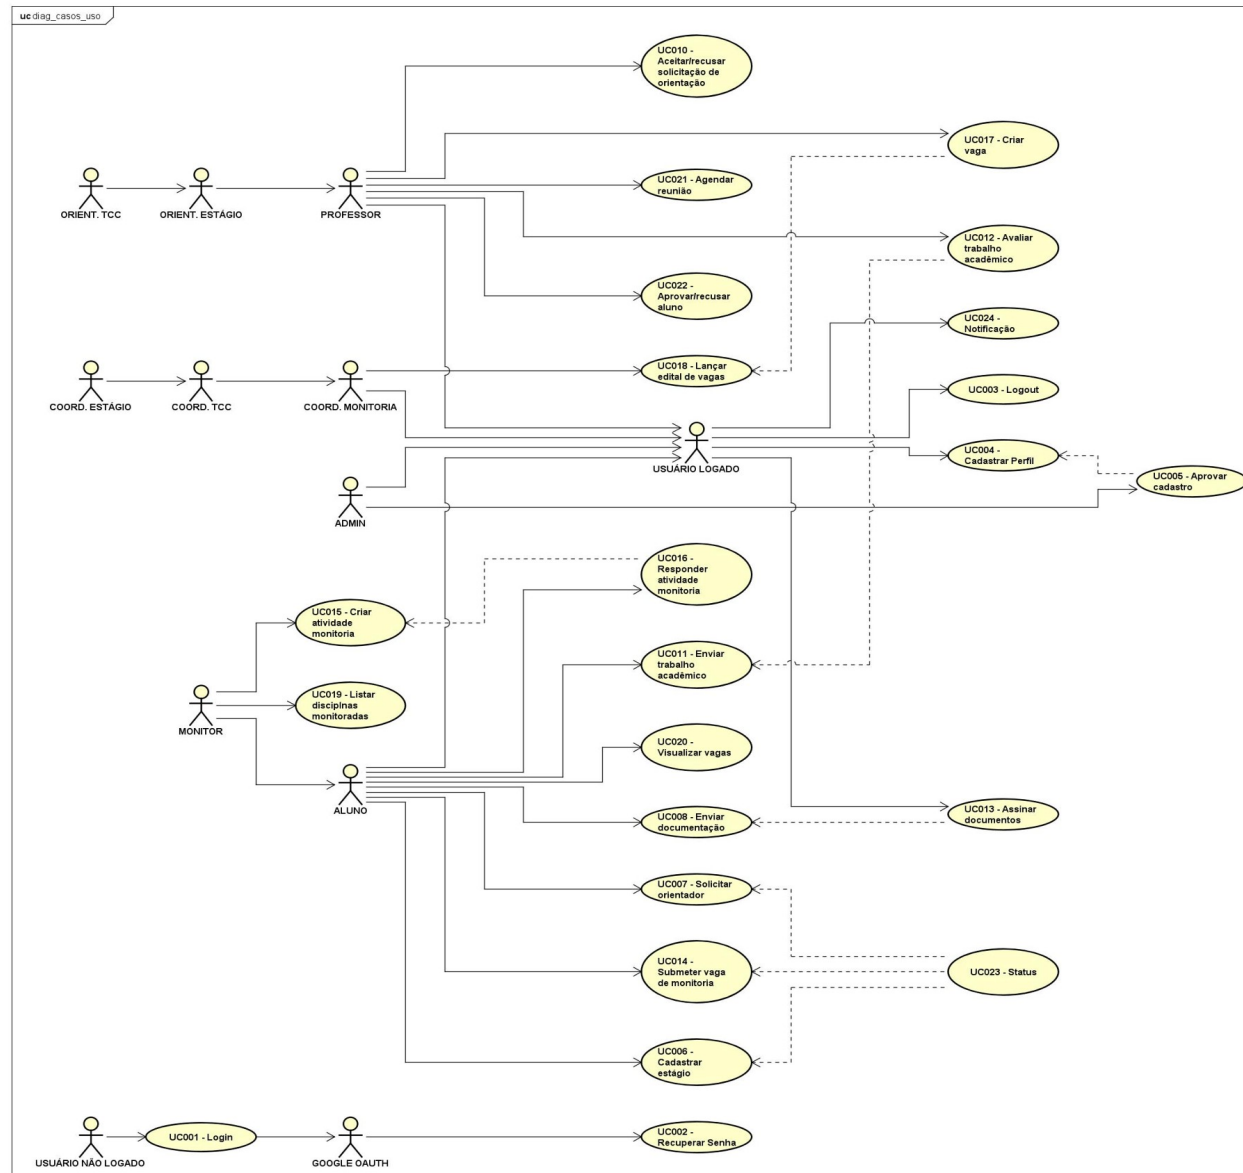 uc diag_casos_uso
UC010 -
Aceitar/recusar
solicitação de
orientação
UC017 - Criar
vaga
UC021 - Agendar
reunião
ORIENT. TCC
ORIENT. ESTÁGIO
PROFESSOR
UC012 - Avaliar
trabalho
acadêmico
UC022 -
Aprovar/recusar
aluno
UC024 -
Notificação
UC018 - Lançar
edital de vagas
UC003 - Logout
COORD. ESTÁGIO
COORD. TCC
COORD. MONITORIA
USUÁRIO LOGADO
UC004 -
Cadastrar Perfil
UC005 - Aprovar
cadastro
ADMIN
UC016 -
Responder
atividade
monitoria
UC015 - Criar
atividade
monitoria
UC011 - Enviar
trabalho
acadêmico
UC019 - Listar
disciplnas
monitoradas
MONITOR
UC020 -
Visualizar vagas
ALUNO
UC008 - Enviar
documentação
UC013 - Assinar
documentos
UC007 - Solicitar
orientador
UC014 -
Submeter vaga
de monitoria
UC023 - Status
UC006 -
Cadastrar
estágio
USUÁRIO NÃO LOGADO
UC001 - Login
GOOGLE OAUTH
UC002 -
Recuperar Senha